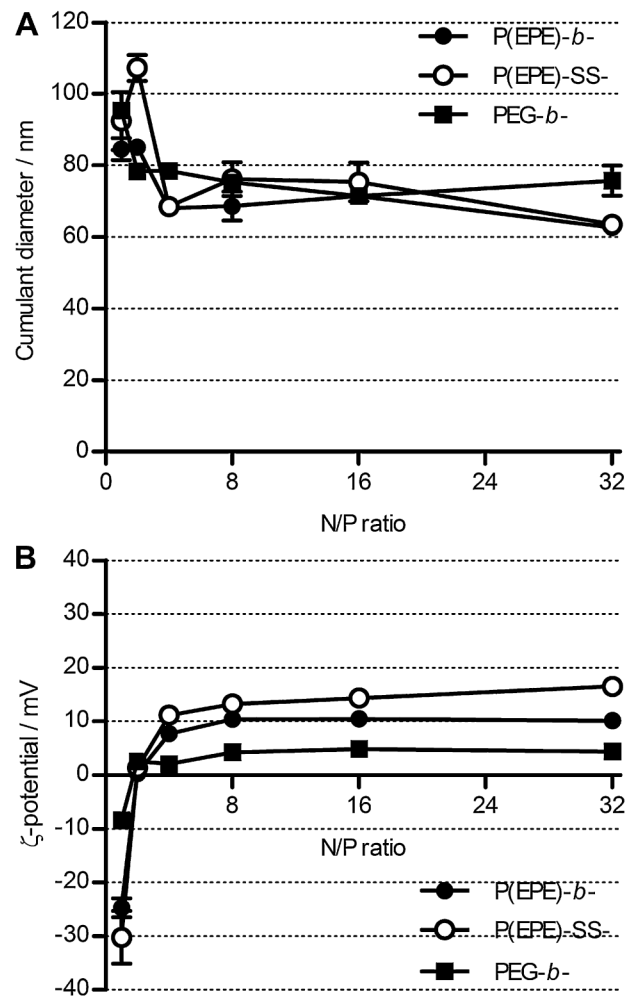 A
120
100
80
60
40
20
0
Cumulant diameter / nm
P(EPE)-b-
P(EPE)-SS-
PEG-b-
0 8 16 24 32
N/P ratio
B
40
30
20
10
0
-10
-20
-30
-40
ζ-potential / mV
8 16 24 32
N/P ratio
P(EPE)-b-
P(EPE)-SS-
PEG-b-